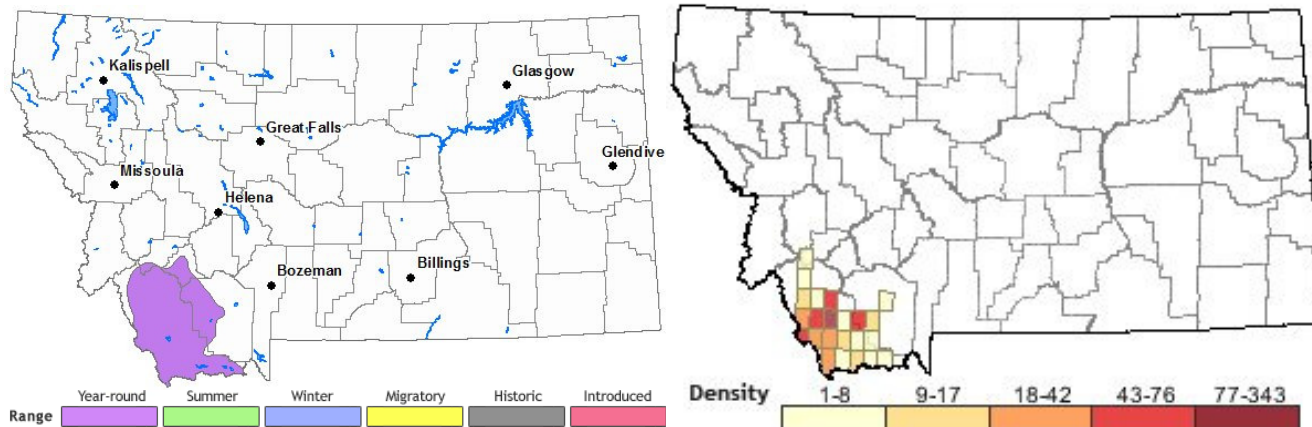 Kalispell
Glasgow
Great Falls
Glendive
Missoula
Helena
Bozeman
Billings
Year-round Summer Winter Migratory Historic Introduced
Range
Density 1-8 9-17 18-42 43-76 77-343